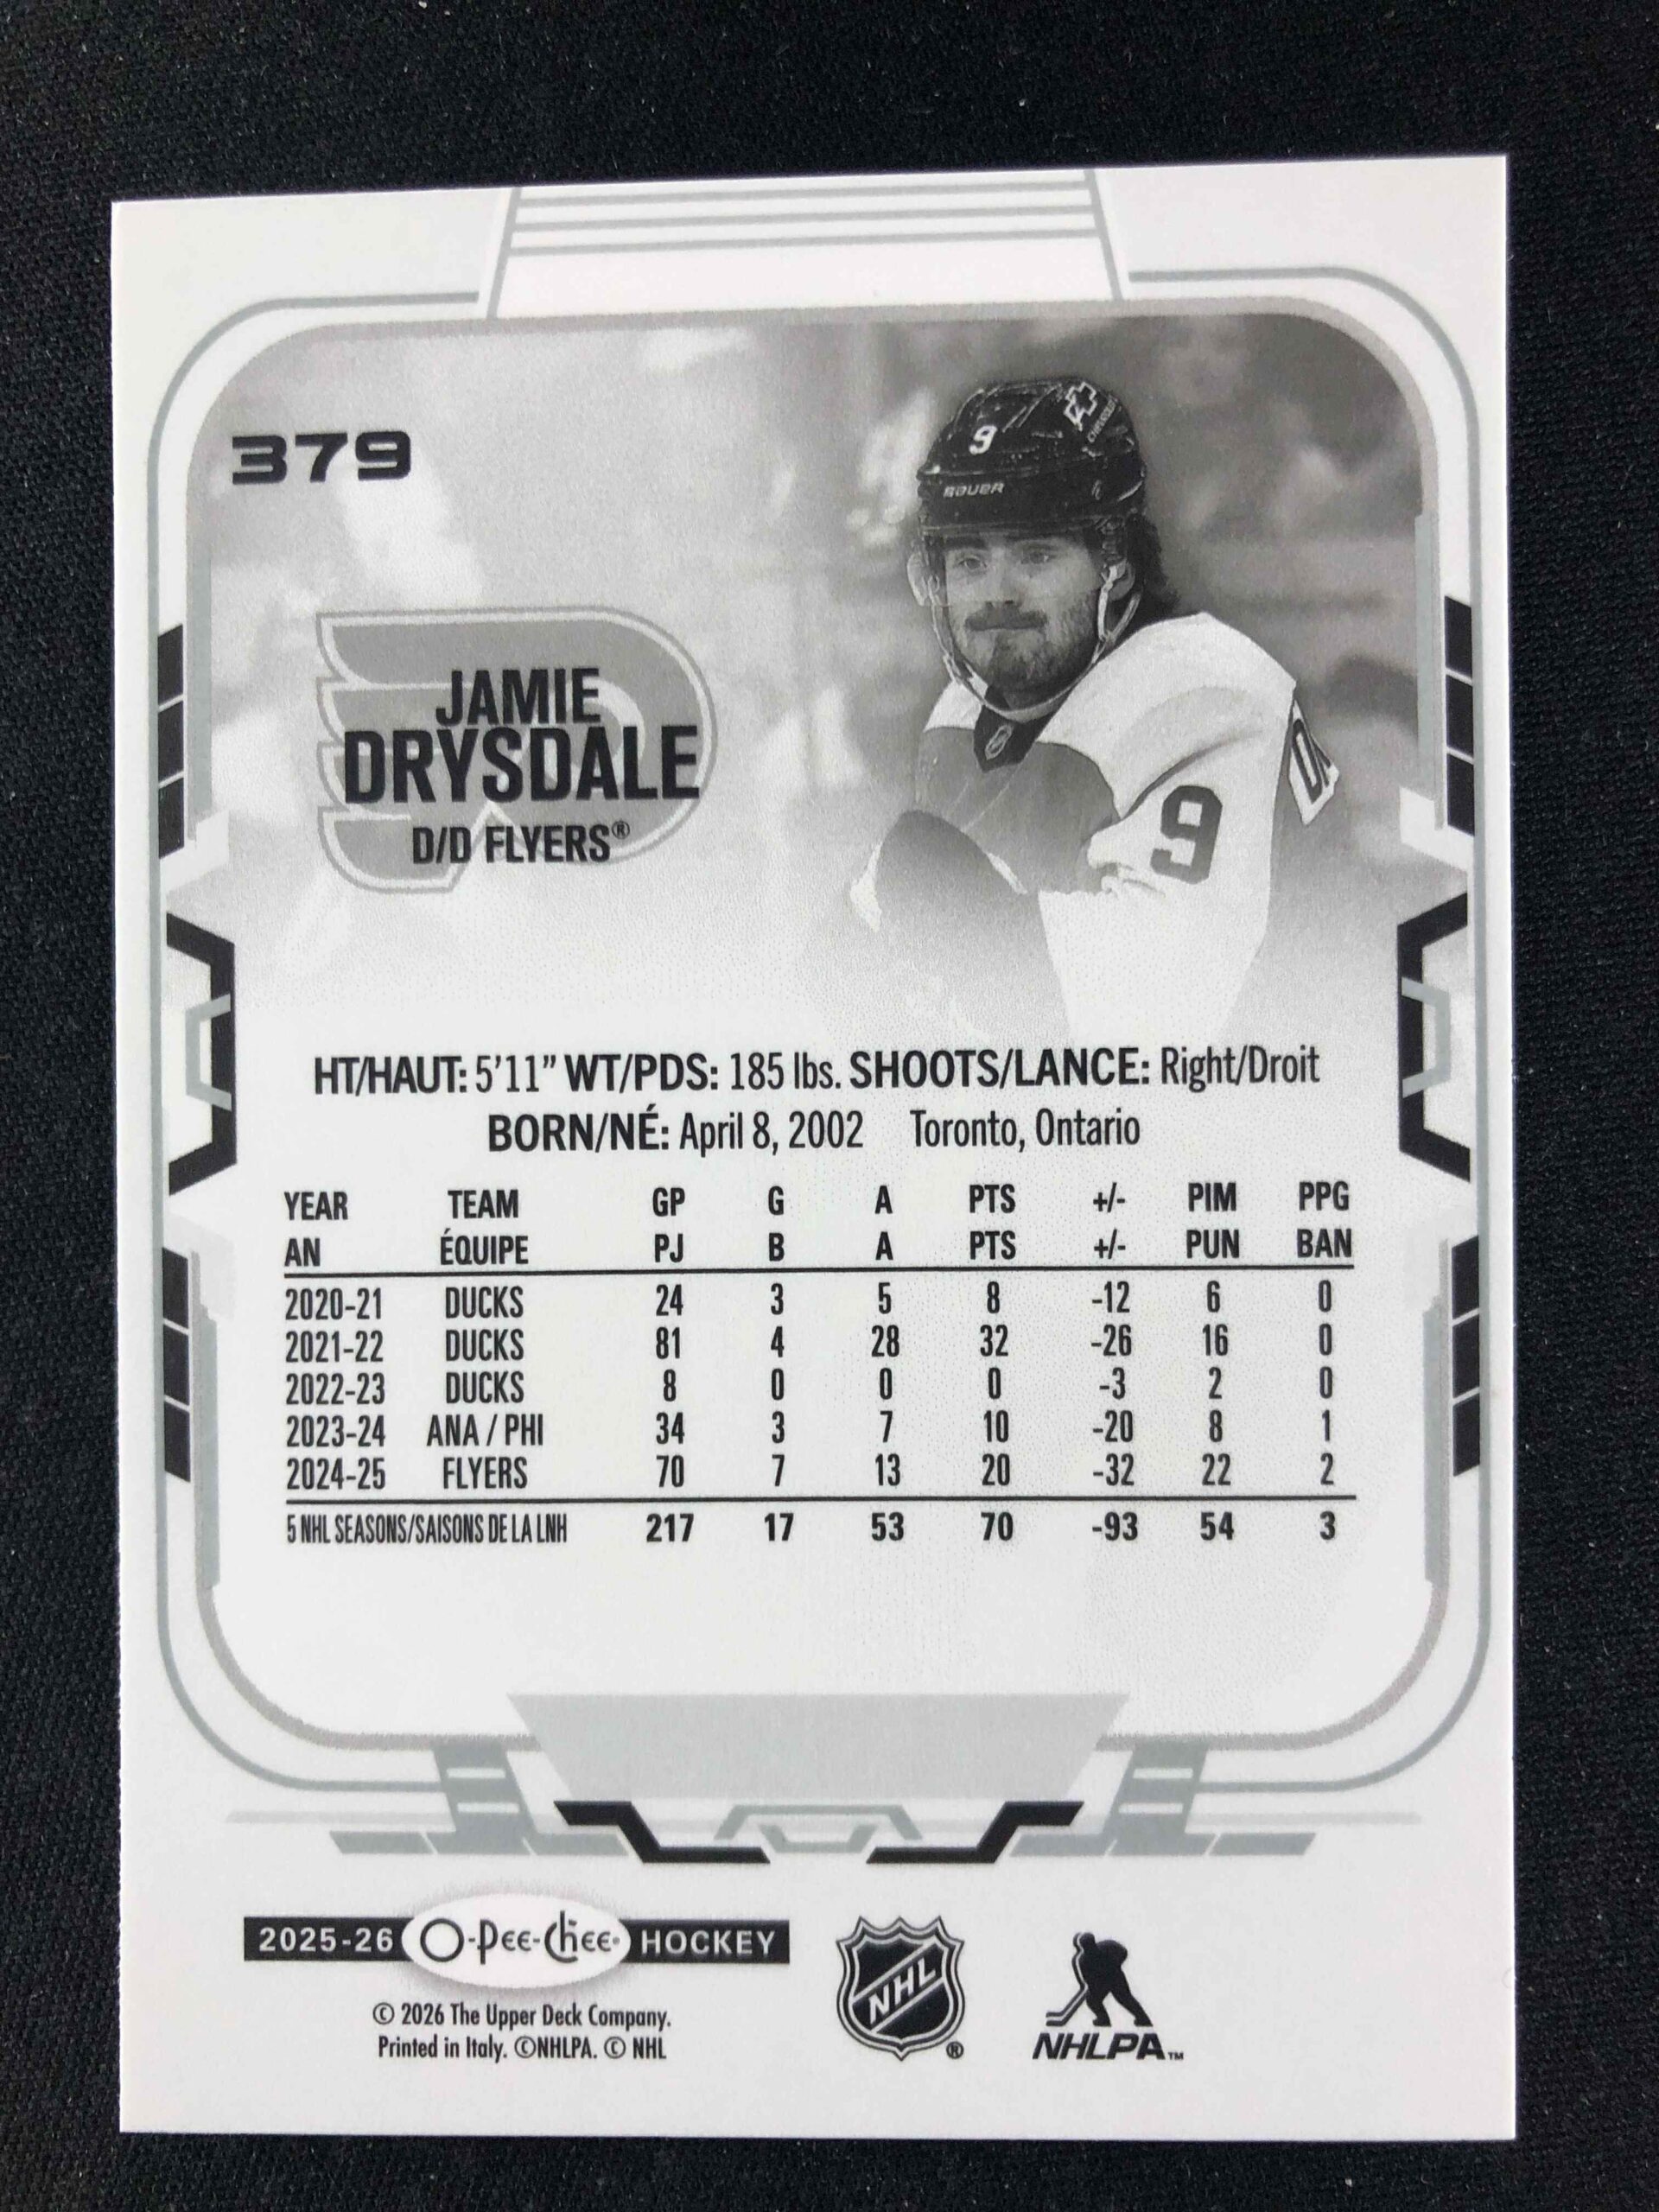 379
9
BAUER
JAMIE
DRYSDALE
D/D FLYERS®
9
HT/HAUT: 5'11" WT/PDS: 185 lbs. SHOOTS/LANCE: Right/Droit
BORN/NÉ: April 8, 2002 Toronto, Ontario
YEAR TEAM GP G A PTS +/- PIM PPG
AN ÉQUIPE PJ B A PTS +/- PUN BAN
2020-21 DUCKS 24 3 5 8 -12 6 0
2021-22 DUCKS 81 4 28 32 -26 16 0
2022-23 DUCKS 8 0 0 0 -3 2 0
2023-24 ANA / PHI 34 3 7 10 -20 8 1
2024-25 FLYERS 70 7 13 20 -32 22 2
5 NHL SEASONS/SAISONS DE LA LNH 217 17 53 70 -93 54 3
2025-26 O-Pee-Chee HOCKEY
© 2026 The Upper Deck Company.
Printed in Italy. ©NHLPA. © NHL
NHL ®
NHLPA™